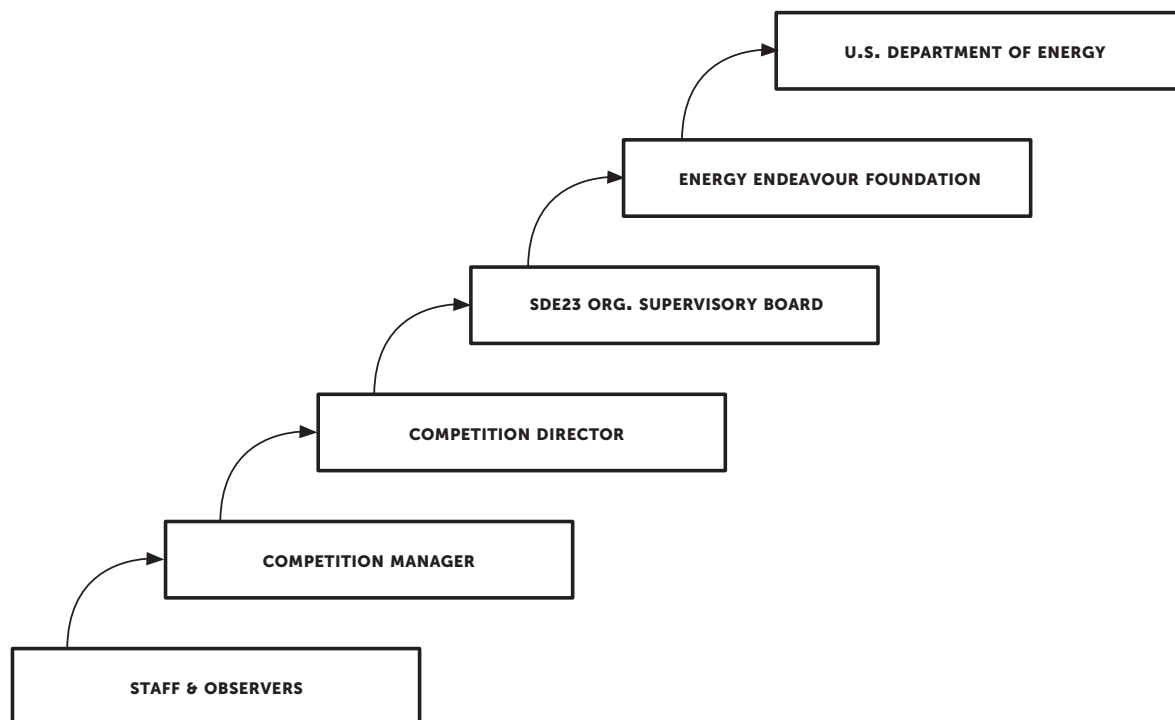 U.S. DEPARTMENT OF ENERGY
ENERGY ENDEAVOUR FOUNDATION
SDE23 ORG. SUPERVISORY BOARD
COMPETITION DIRECTOR
COMPETITION MANAGER
STAFF & OBSERVERS